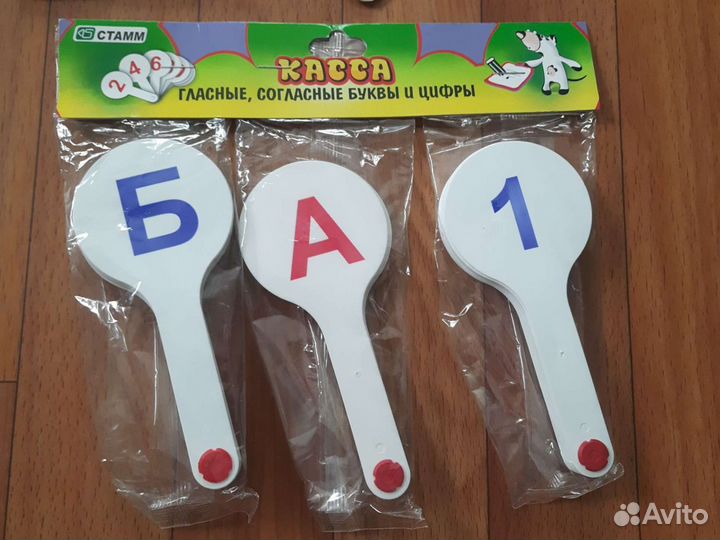 СТАММ
2 4 6
КАССА
ГЛАСНЫЕ, СОГЛАСНЫЕ БУКВЫ И ЦИФРЫ
Б А 1
Avito